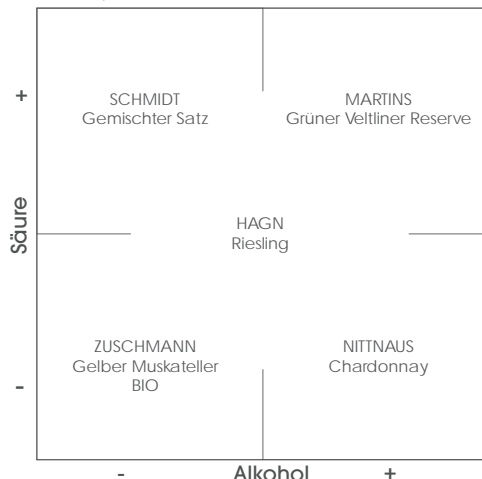 +
SCHMIDT
Gemischter Satz
MARTINS
Grüner Veltliner Reserve
Säure
HAGN
Riesling
ZUSCHMANN
Gelber Muskateller
BIO
NITTNAUS
Chardonnay
-
- Alkohol +